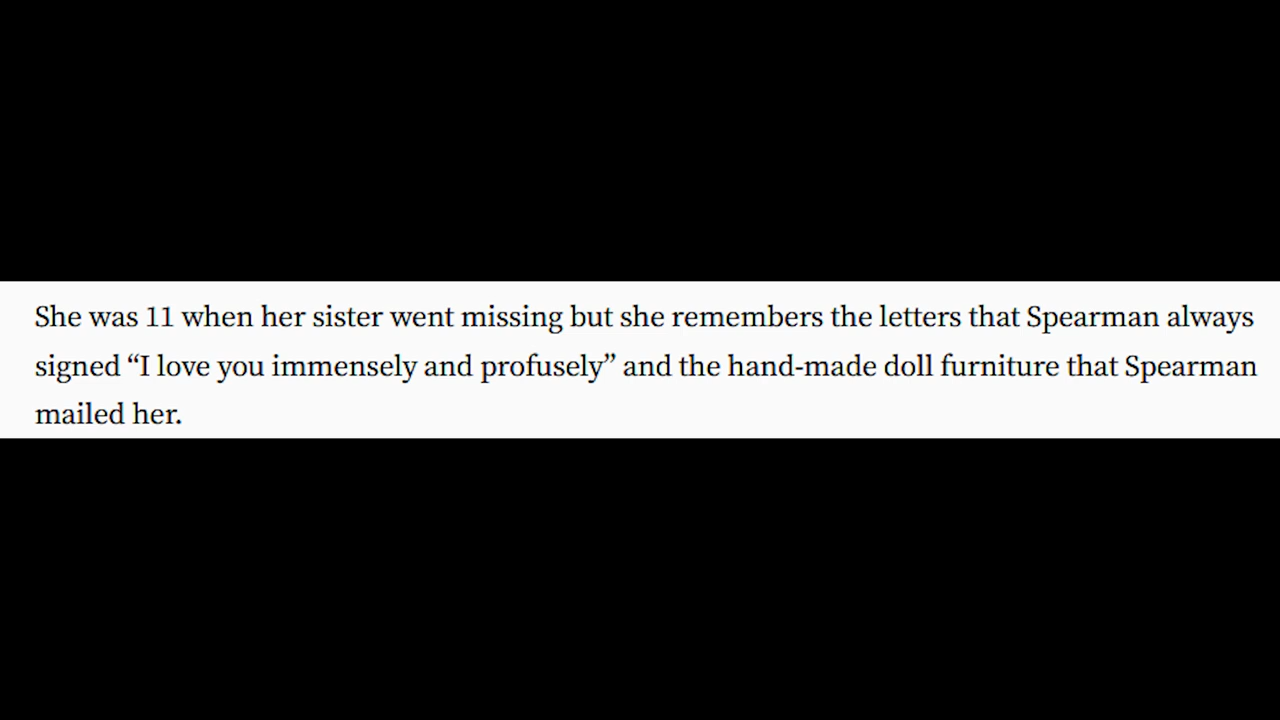 She was 11 when her sister went missing but she remembers the letters that Spearman always
signed “I love you immensely and profusely” and the hand-made doll furniture that Spearman
mailed her.